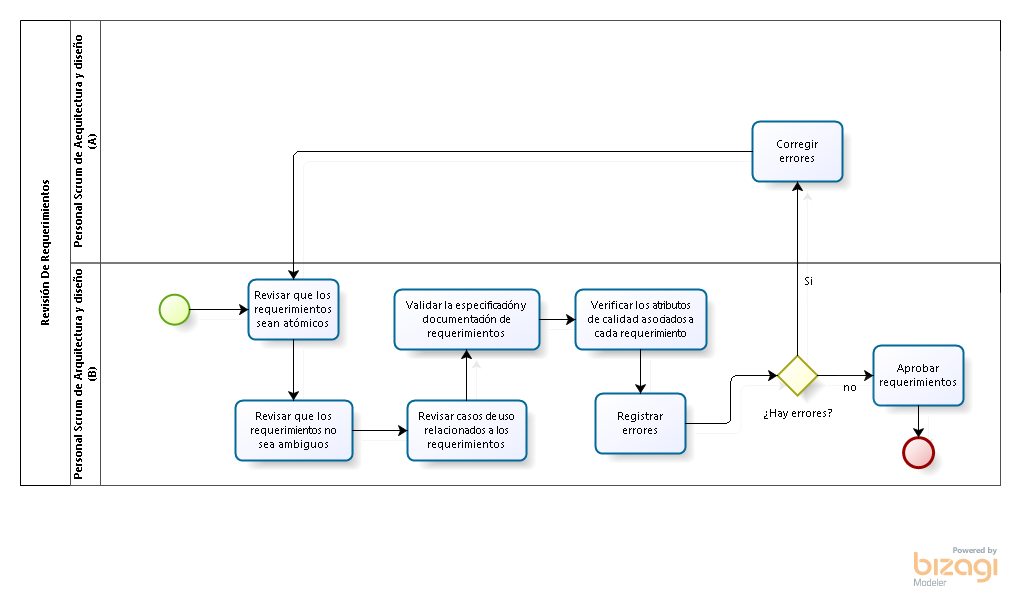 Revisión De Requerimientos
Personal Scrum de Aequitectura y diseño
(A)
Corregir
errores
Personal Scrum de Arquitectura y diseño
(B)
Revisar que los
requerimientos
sean atómicos
Validar la especificación y
documentación de
requerimientos
Verificar los atributos
de calidad asociados a
cada requerimiento
Si
Revisar que los
requerimientos no
sea ambiguos
Revisar casos de uso
relacionados a los
requerimientos
Registrar
errores
¿Hay errores?
no
Aprobar
requerimientos
Powered by
bizagi
Modeler